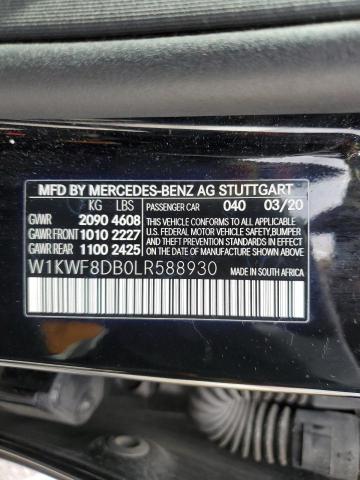 MFD BY MERCEDES-BENZ AG STUTTGART
KG LBS PASSENGER CAR 040 03/20
GVWR 2090 4608 THIS VEHICLE CONFORMS TO ALL
GAWR FRONT 1010 2227 APPLICABLE U.S. FEDERAL MOTOR
GAWR REAR 1100 2425 VEHICLE SAFETY, BUMPER
AND THEFT PREVENTION STANDARDS
IN EFFECT ON THE DATE OF
MANUFACTURE SHOWN ABOVE.
W1KWF8DB0LR588930 MADE IN SOUTH AFRICA